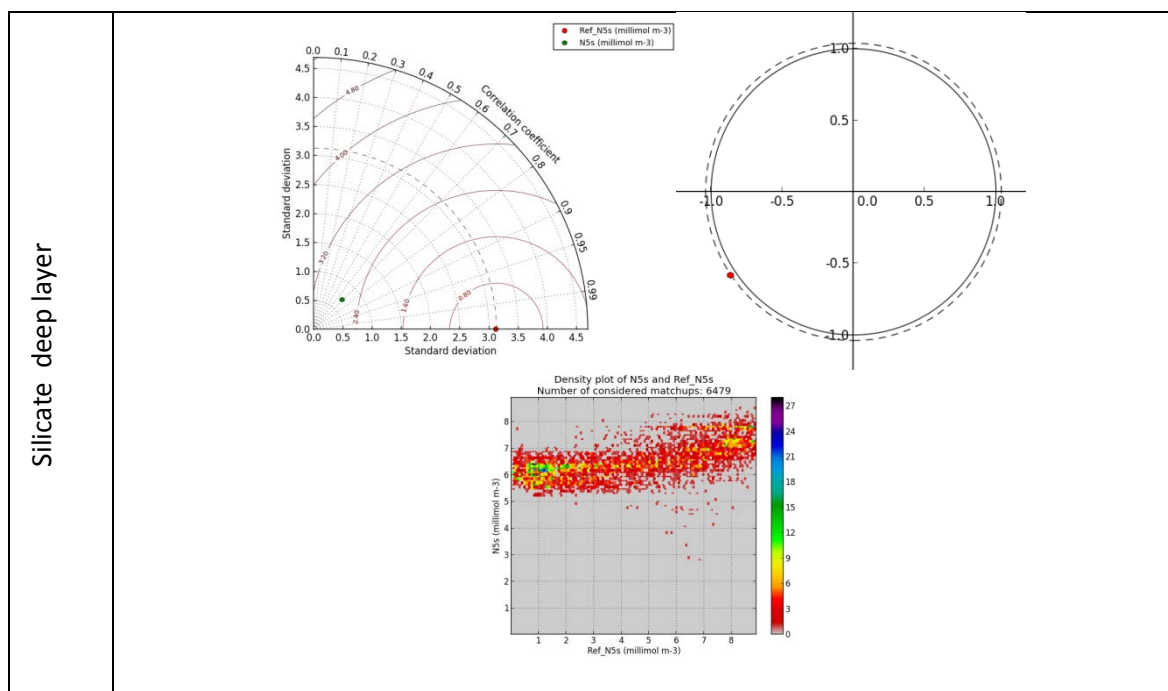 Silicate deep layer
Ref_N5s (millimol m-3)
N5s (millimol m-3)
0.0 0.1 0.2 0.3 0.4 0.5 0.6 0.7 0.8 0.9 0.95 0.99
Correlation coefficient
4.5
4.0
3.5
3.0
2.5
2.0
1.5
1.0
0.5
0.0
Standard deviation
4.80
4.00
3.20
2.40
1.60
0.80
0.0 0.5 1.0 1.5 2.0 2.5 3.0 3.5 4.0 4.5
Standard deviation
1.0
0.5
-1.0 -0.5 0.0 0.5 1.0
-0.5
-1.0
Density plot of N5s and Ref_N5s
Number of considered matchups: 6479
8
7
6
5
4
3
2
1
N5s (millimol m-3)
1 2 3 4 5 6 7 8
Ref_N5s (millimol m-3)
27
24
21
18
15
12
9
6
3
0